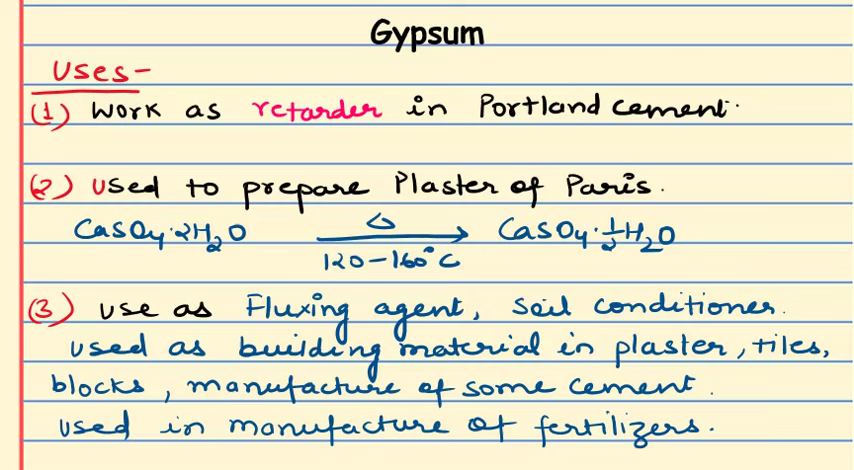 Gypsum
Uses-
(1) Work as retarder in Portland cement.
(2) Used to prepare Plaster of Paris.
CaSO₄·2H₂O →(Δ, 120-160°C) CaSO₄·½H₂O
(3) use as Fluxing agent, Soil conditioner.
used as building material in plaster, tiles,
blocks, manufacture of some cement.
used in manufacture of fertilizers.